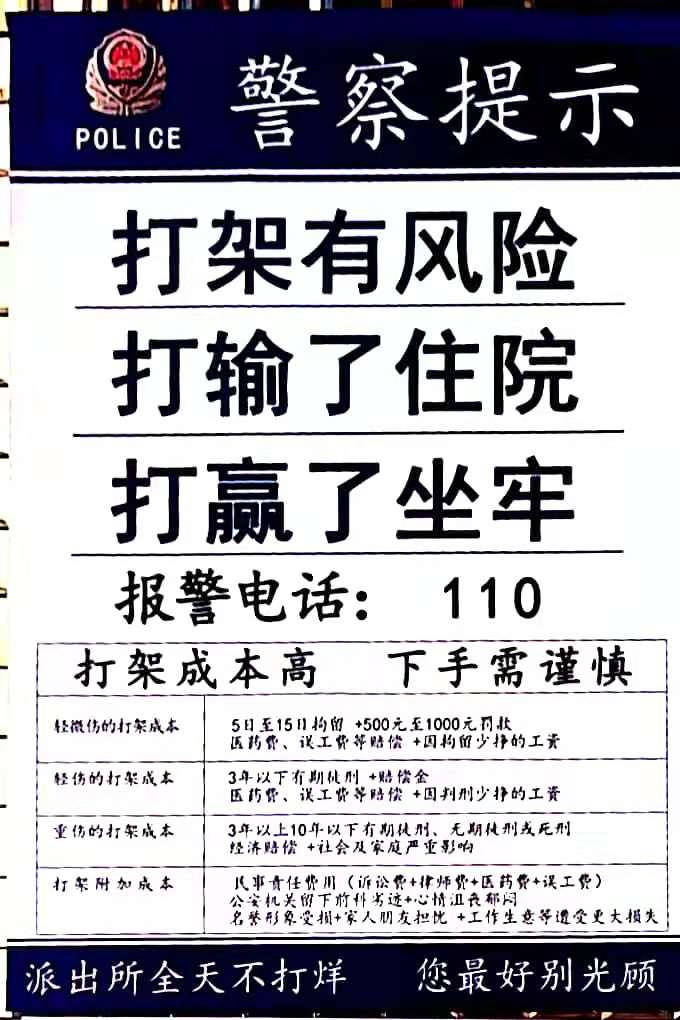 警察提示
POLICE
打架有风险
打输了住院
打赢了坐牢
报警电话： 110
打架成本高 下手需谨慎
轻微伤的打架成本
5日至15日拘留 +500元至1000元罚款
医药费、误工费等赔偿 +因拘留少挣的工资
轻伤的打架成本
3年以下有期徒刑 +赔偿金
医药费、误工费等赔偿 +因判刑少挣的工资
重伤的打架成本
3年以上10年以下有期徒刑、无期徒刑或死刑
经济赔偿 +社会及家庭严重影响
打架附加成本
民事责任费用（诉讼费+律师费+医药费+误工费）
公安机关留下前科劣迹+心情沮丧郁闷
名誉形象受损+家人朋友担忧 +工作生意等遭受更大损失
派出所全天不打烊 您最好别光顾